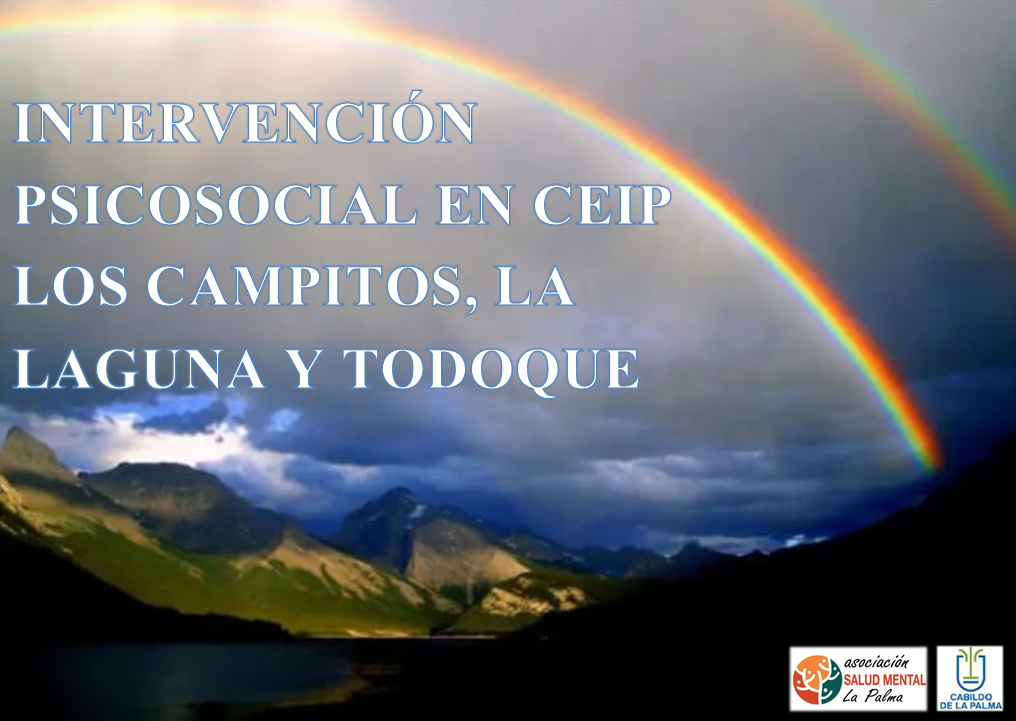 INTERVENCIÓN
PSICOSOCIAL EN CEIP
LOS CAMPITOS, LA
LAGUNA Y TODOQUE
asociación
SALUD MENTAL
La Palma
CABILDO
DE LA PALMA